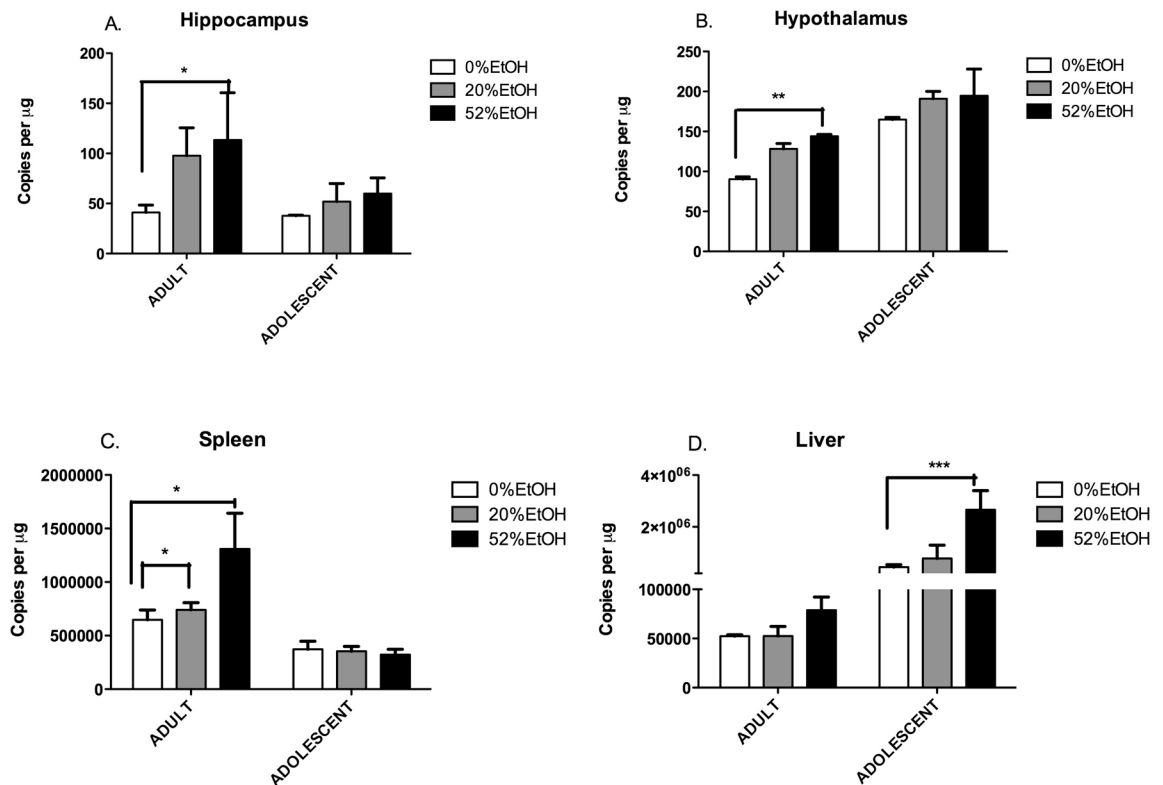 A. Hippocampus
Copies per µg
200
150
100
50
0
*
0%EtOH
20%EtOH
52%EtOH
ADULT
ADOLESCENT
B. Hypothalamus
Copies per µg
250
200
150
100
50
0
**
0%EtOH
20%EtOH
52%EtOH
ADULT
ADOLESCENT
C. Spleen
Copies per µg
2000000
1500000
1000000
500000
0
*
*
0%EtOH
20%EtOH
52%EtOH
ADULT
ADOLESCENT
D. Liver
Copies per µg
4×10⁰⁶
2×10⁰⁶
100000
50000
0
***
0%EtOH
20%EtOH
52%EtOH
ADULT
ADOLESCENT